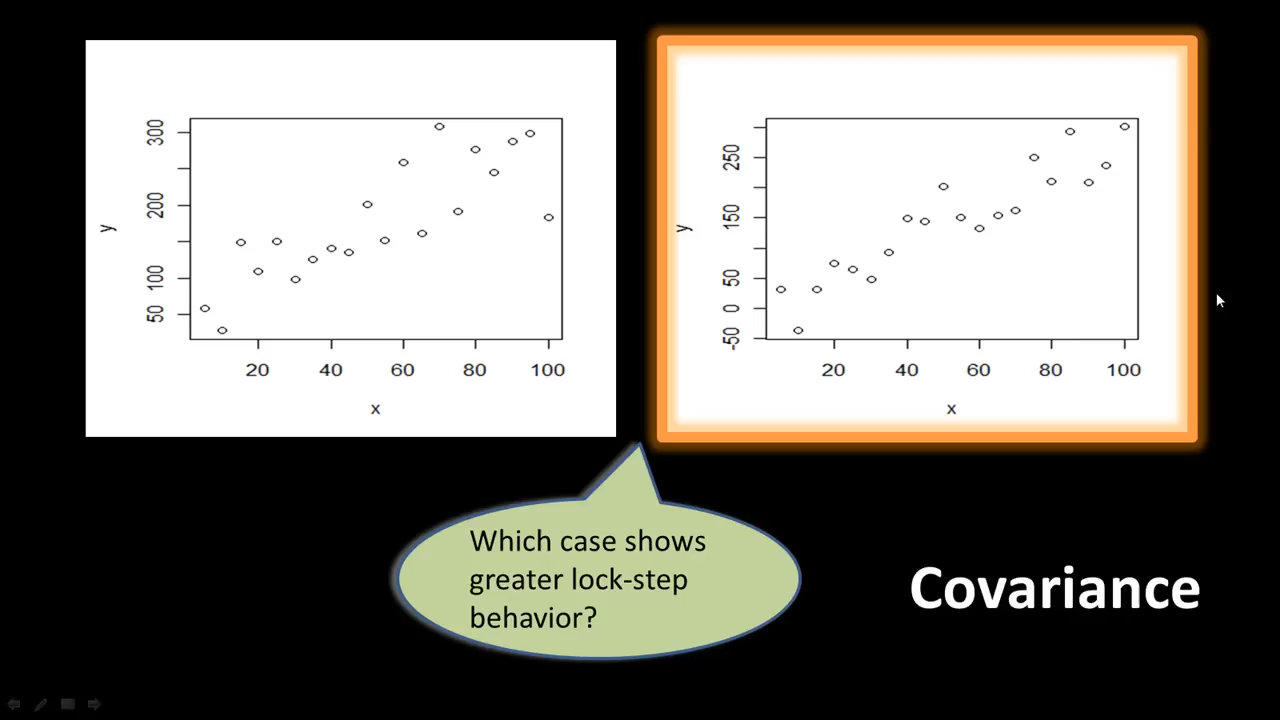 300
200
100
50
y
20 40 60 80 100
x
250
150
50
0
-50
y
20 40 60 80 100
x
Which case shows
greater lock-step
behavior?
Covariance